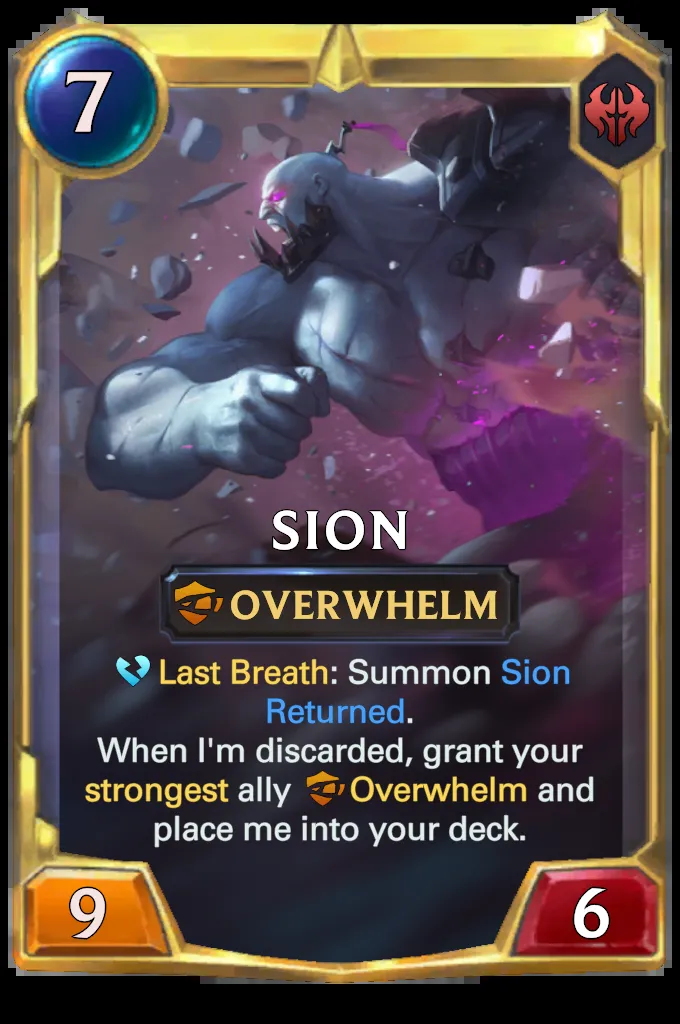 7
SION
OVERWHELM
Last Breath: Summon Sion
Returned.
When I'm discarded, grant your
strongest ally Overwhelm and
place me into your deck.
9
6